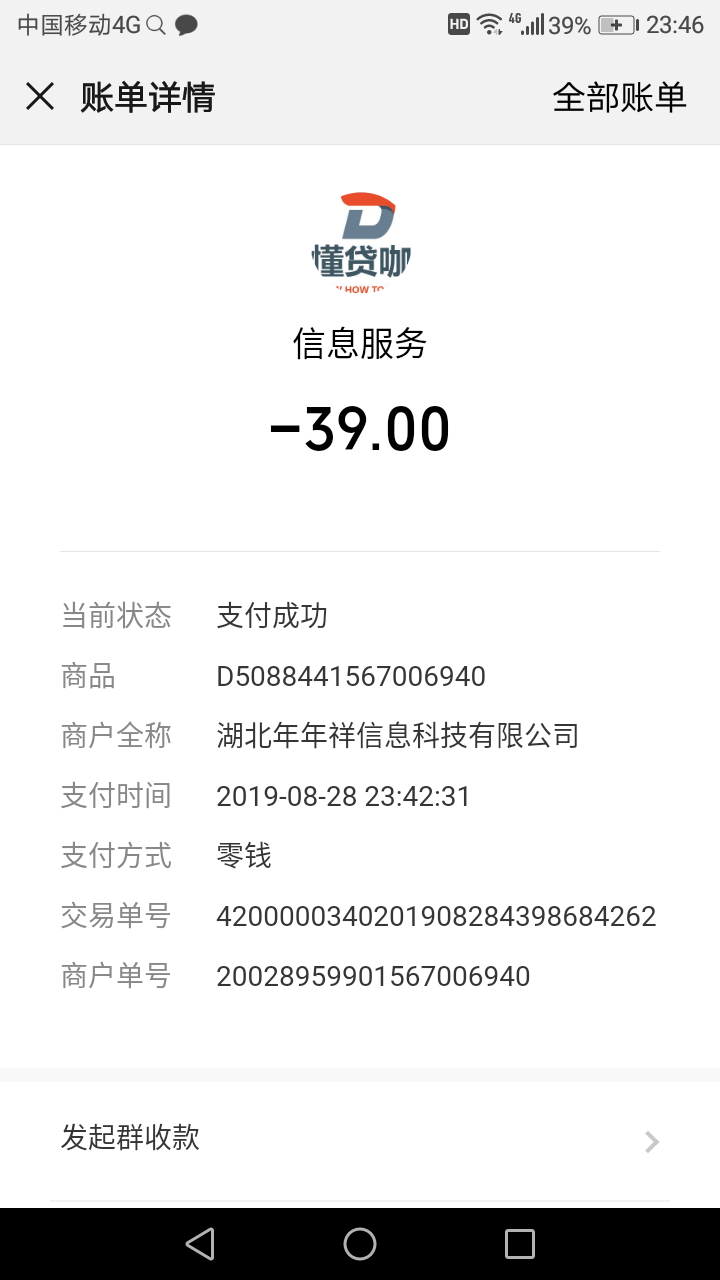 中国移动4G HD 4G 39% 23:46
账单详情 全部账单
懂贷咖
HOW TO
信息服务
-39.00
当前状态 支付成功
商品 D5088441567006940
商户全称 湖北年年祥信息科技有限公司
支付时间 2019-08-28 23:42:31
支付方式 零钱
交易单号 4200000340201908284398684262
商户单号 20028959901567006940
发起群收款